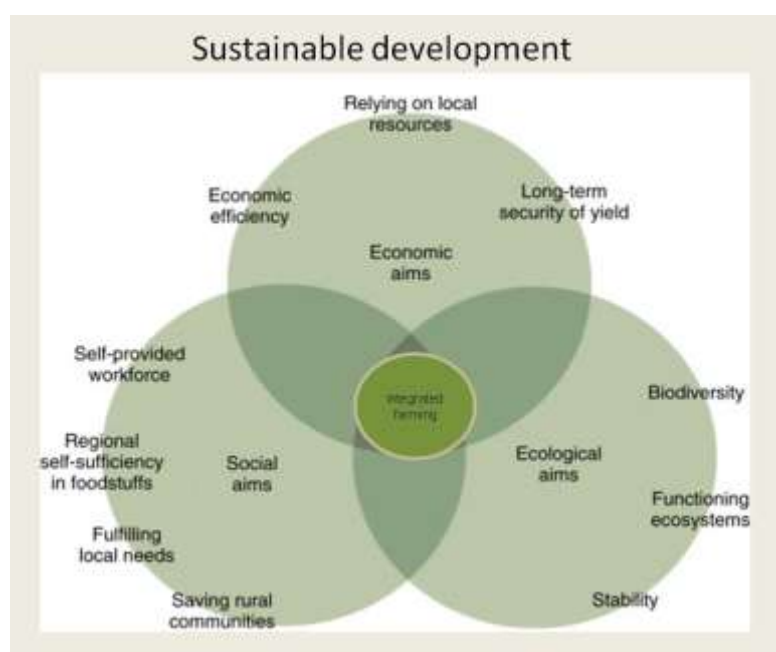 Sustainable development
Relying on local
resources
Economic
efficiency
Long-term
security of yield
Economic
aims
Self-provided
workforce
Integrated
farming
Biodiversity
Regional
self-sufficiency
in foodstuffs
Social
aims
Ecological
aims
Functioning
ecosystems
Fulfilling
local needs
Saving rural
communities
Stability